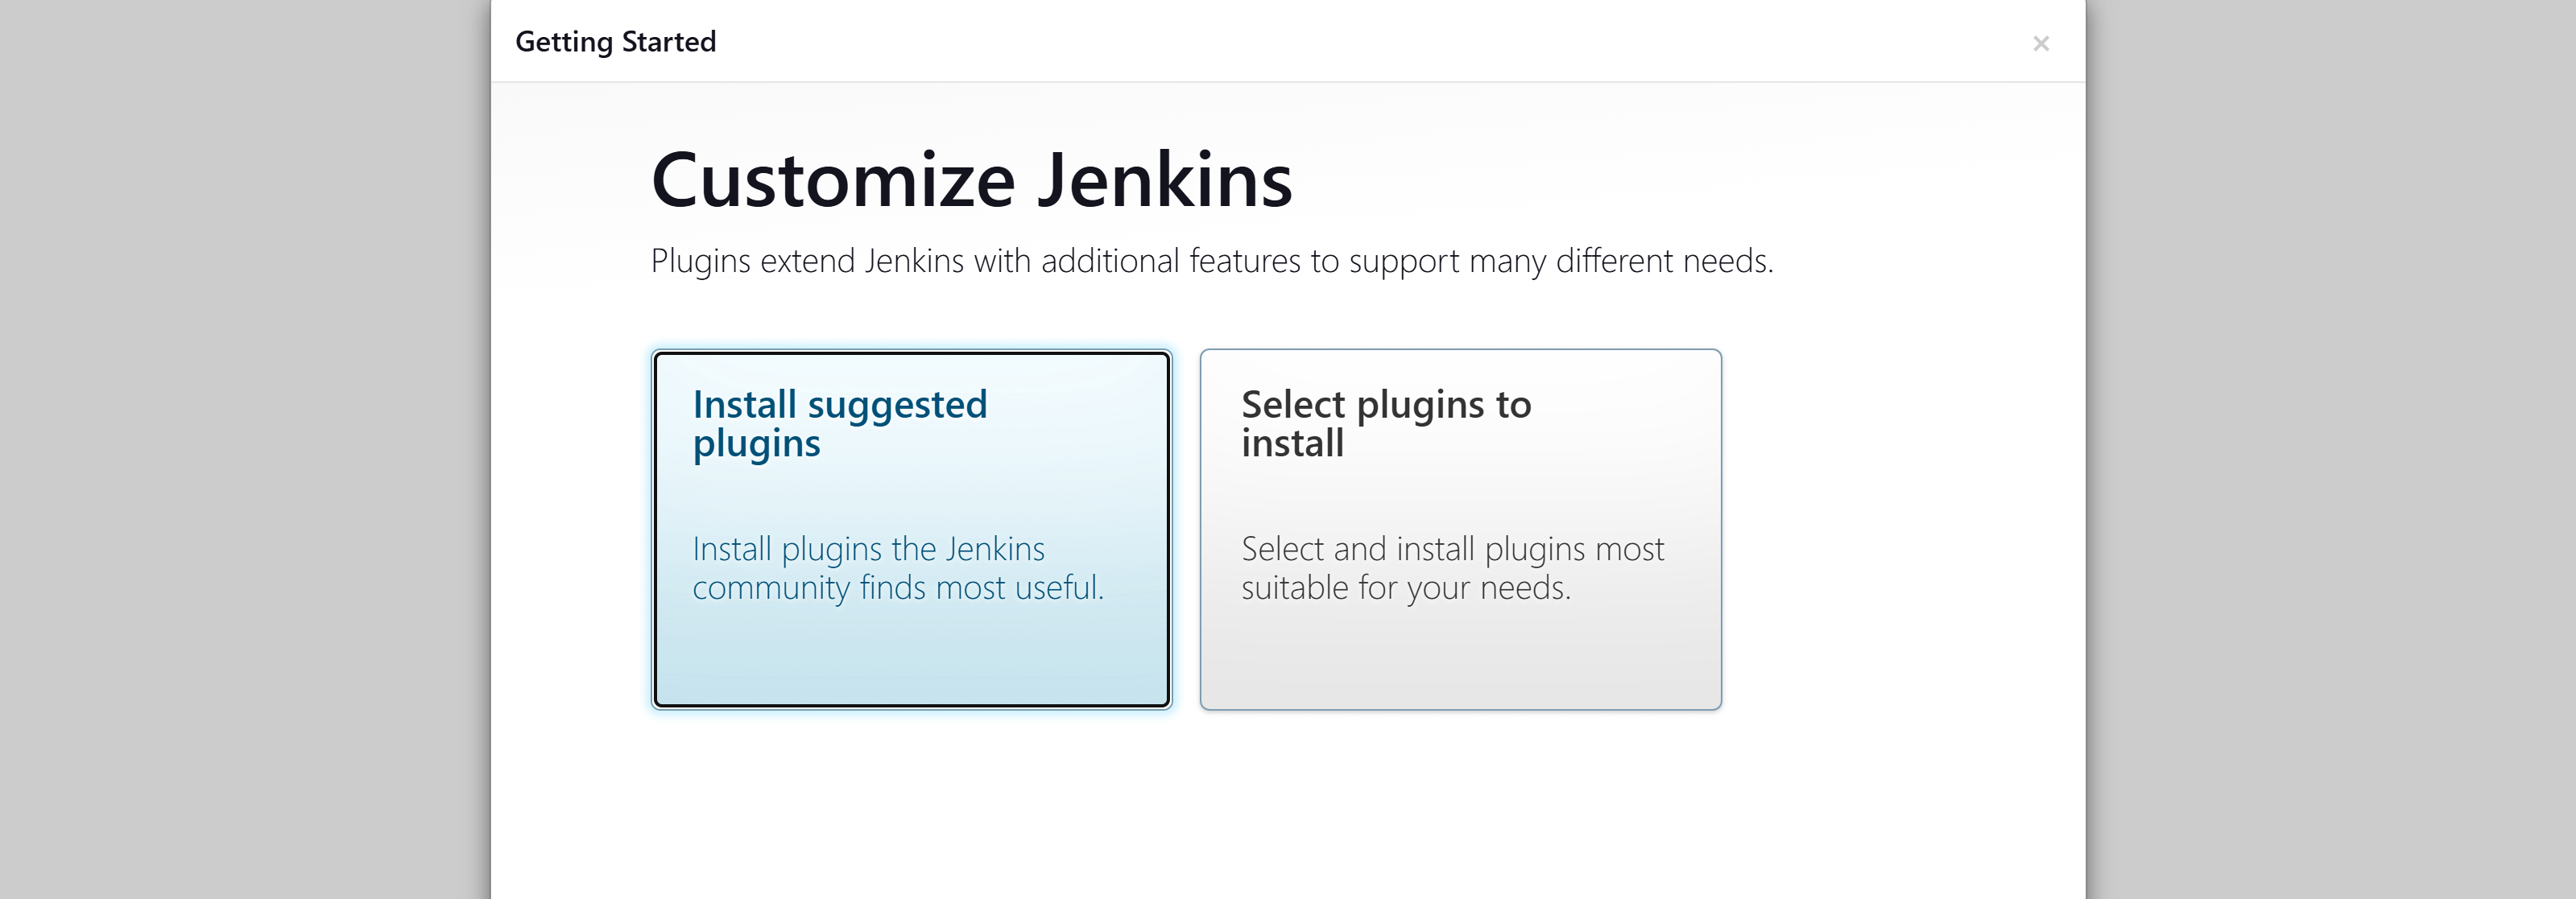 Getting Started
×
Customize Jenkins
Plugins extend Jenkins with additional features to support many different needs.
Install suggested
plugins
Install plugins the Jenkins
community finds most useful.
Select plugins to
install
Select and install plugins most
suitable for your needs.